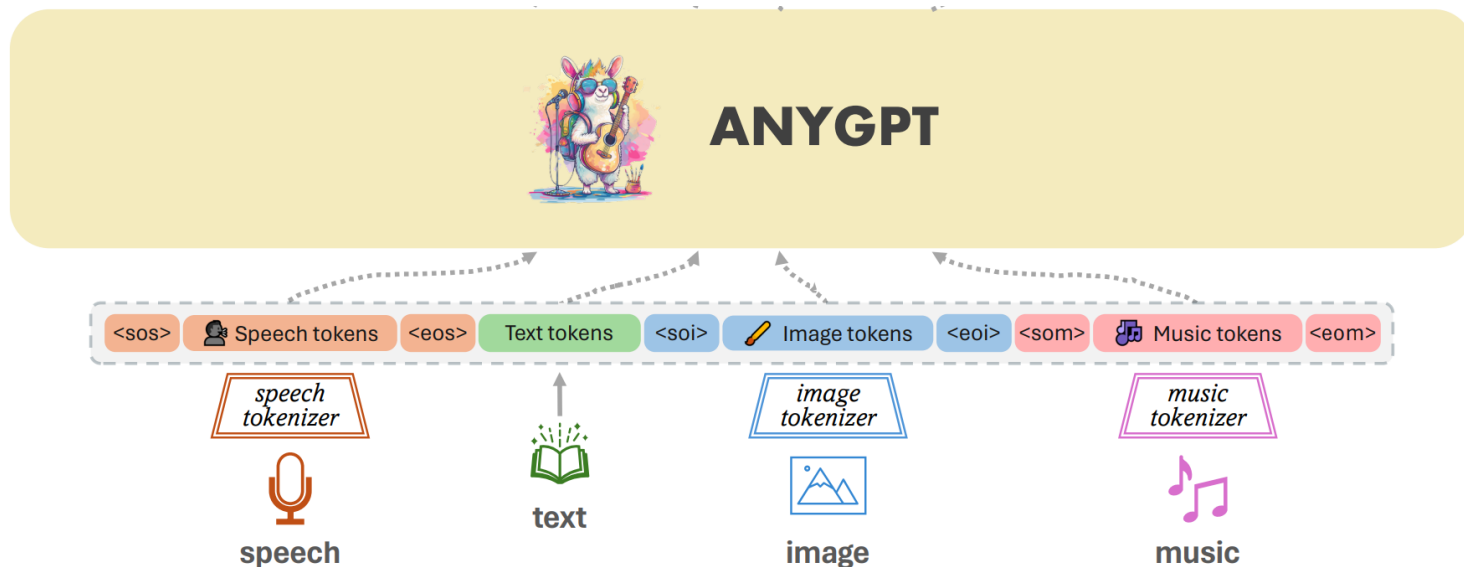 ANYGPT
<sos> Speech tokens <eos> Text tokens <soi> Image tokens <eoi> <som> Music tokens <eom>
speech
tokenizer
image
tokenizer
music
tokenizer
text
speech
image
music